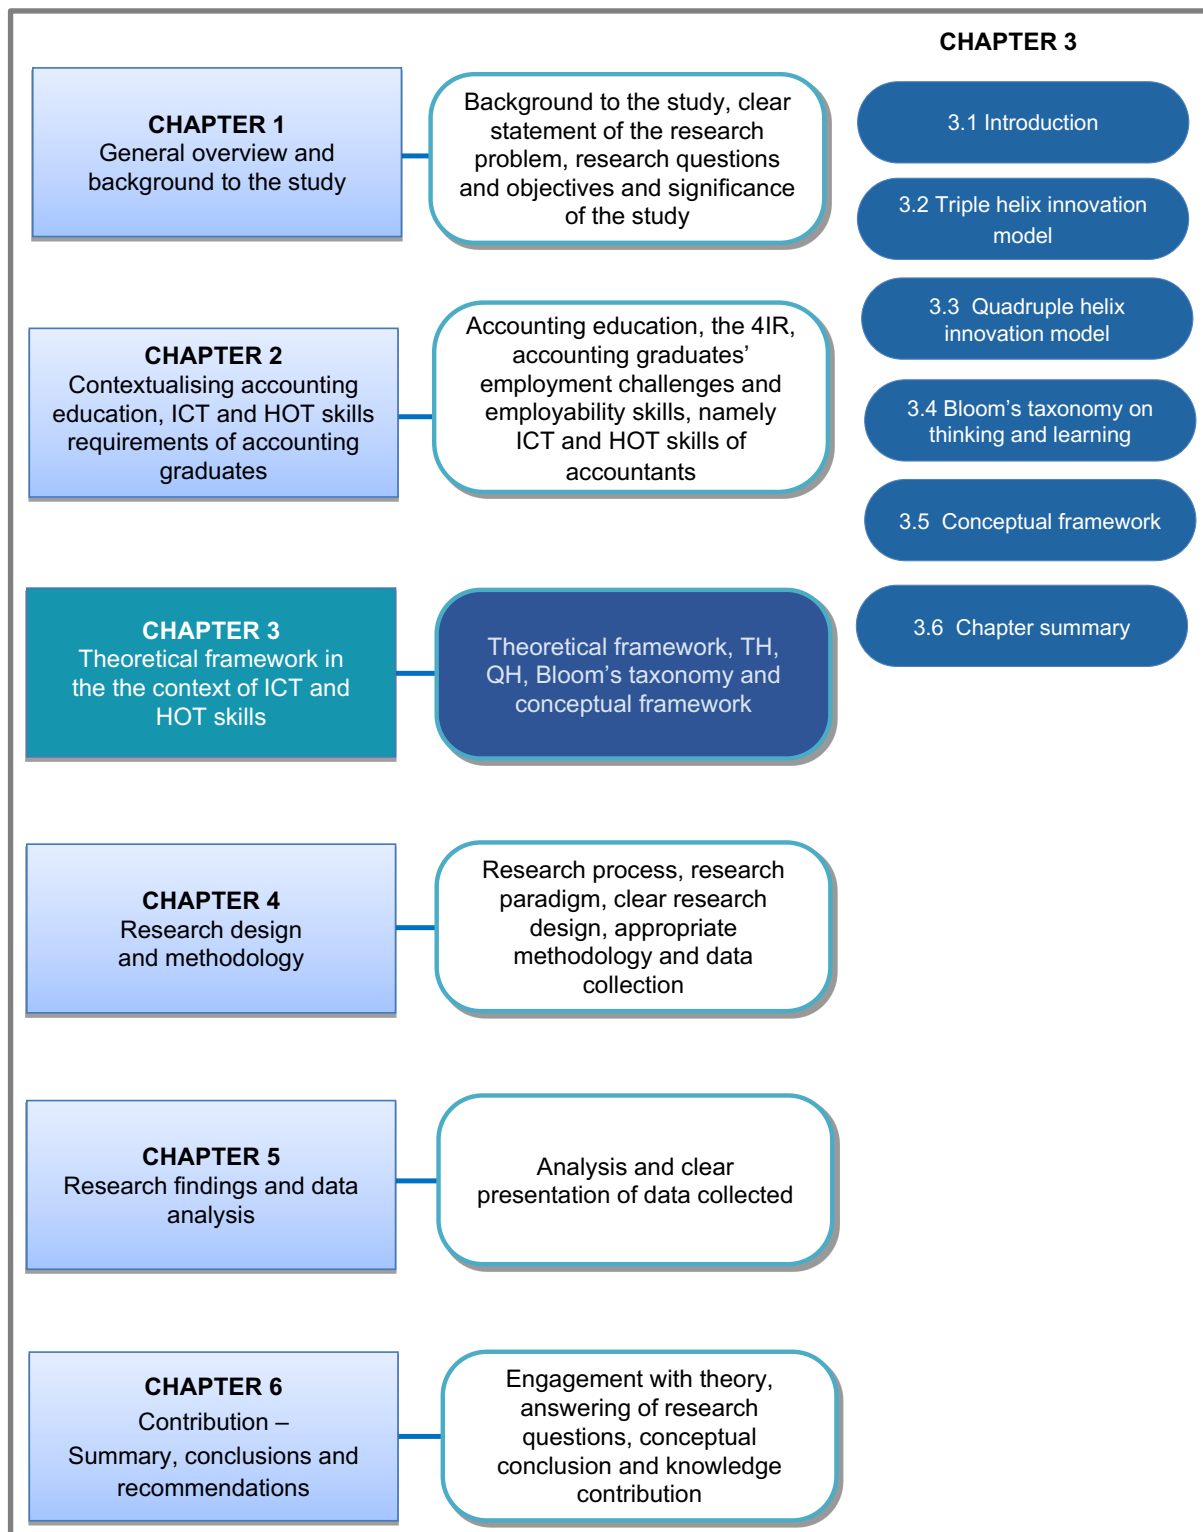 CHAPTER 1
General overview and
background to the study
Background to the study, clear
statement of the research
problem, research questions
and objectives and significance
of the study
CHAPTER 2
Contextualising accounting
education, ICT and HOT skills
requirements of accounting
graduates
Accounting education, the 4IR,
accounting graduates’
employment challenges and
employability skills, namely
ICT and HOT skills of
accountants
CHAPTER 3
Theoretical framework in
the the context of ICT and
HOT skills
Theoretical framework, TH,
QH, Bloom’s taxonomy and
conceptual framework
CHAPTER 4
Research design
and methodology
Research process, research
paradigm, clear research
design, appropriate
methodology and data
collection
CHAPTER 5
Research findings and data
analysis
Analysis and clear
presentation of data collected
CHAPTER 6
Contribution –
Summary, conclusions and
recommendations
Engagement with theory,
answering of research
questions, conceptual
conclusion and knowledge
contribution
CHAPTER 3
3.1 Introduction
3.2 Triple helix innovation
model
3.3 Quadruple helix
innovation model
3.4 Bloom’s taxonomy on
thinking and learning
3.5 Conceptual framework
3.6 Chapter summary